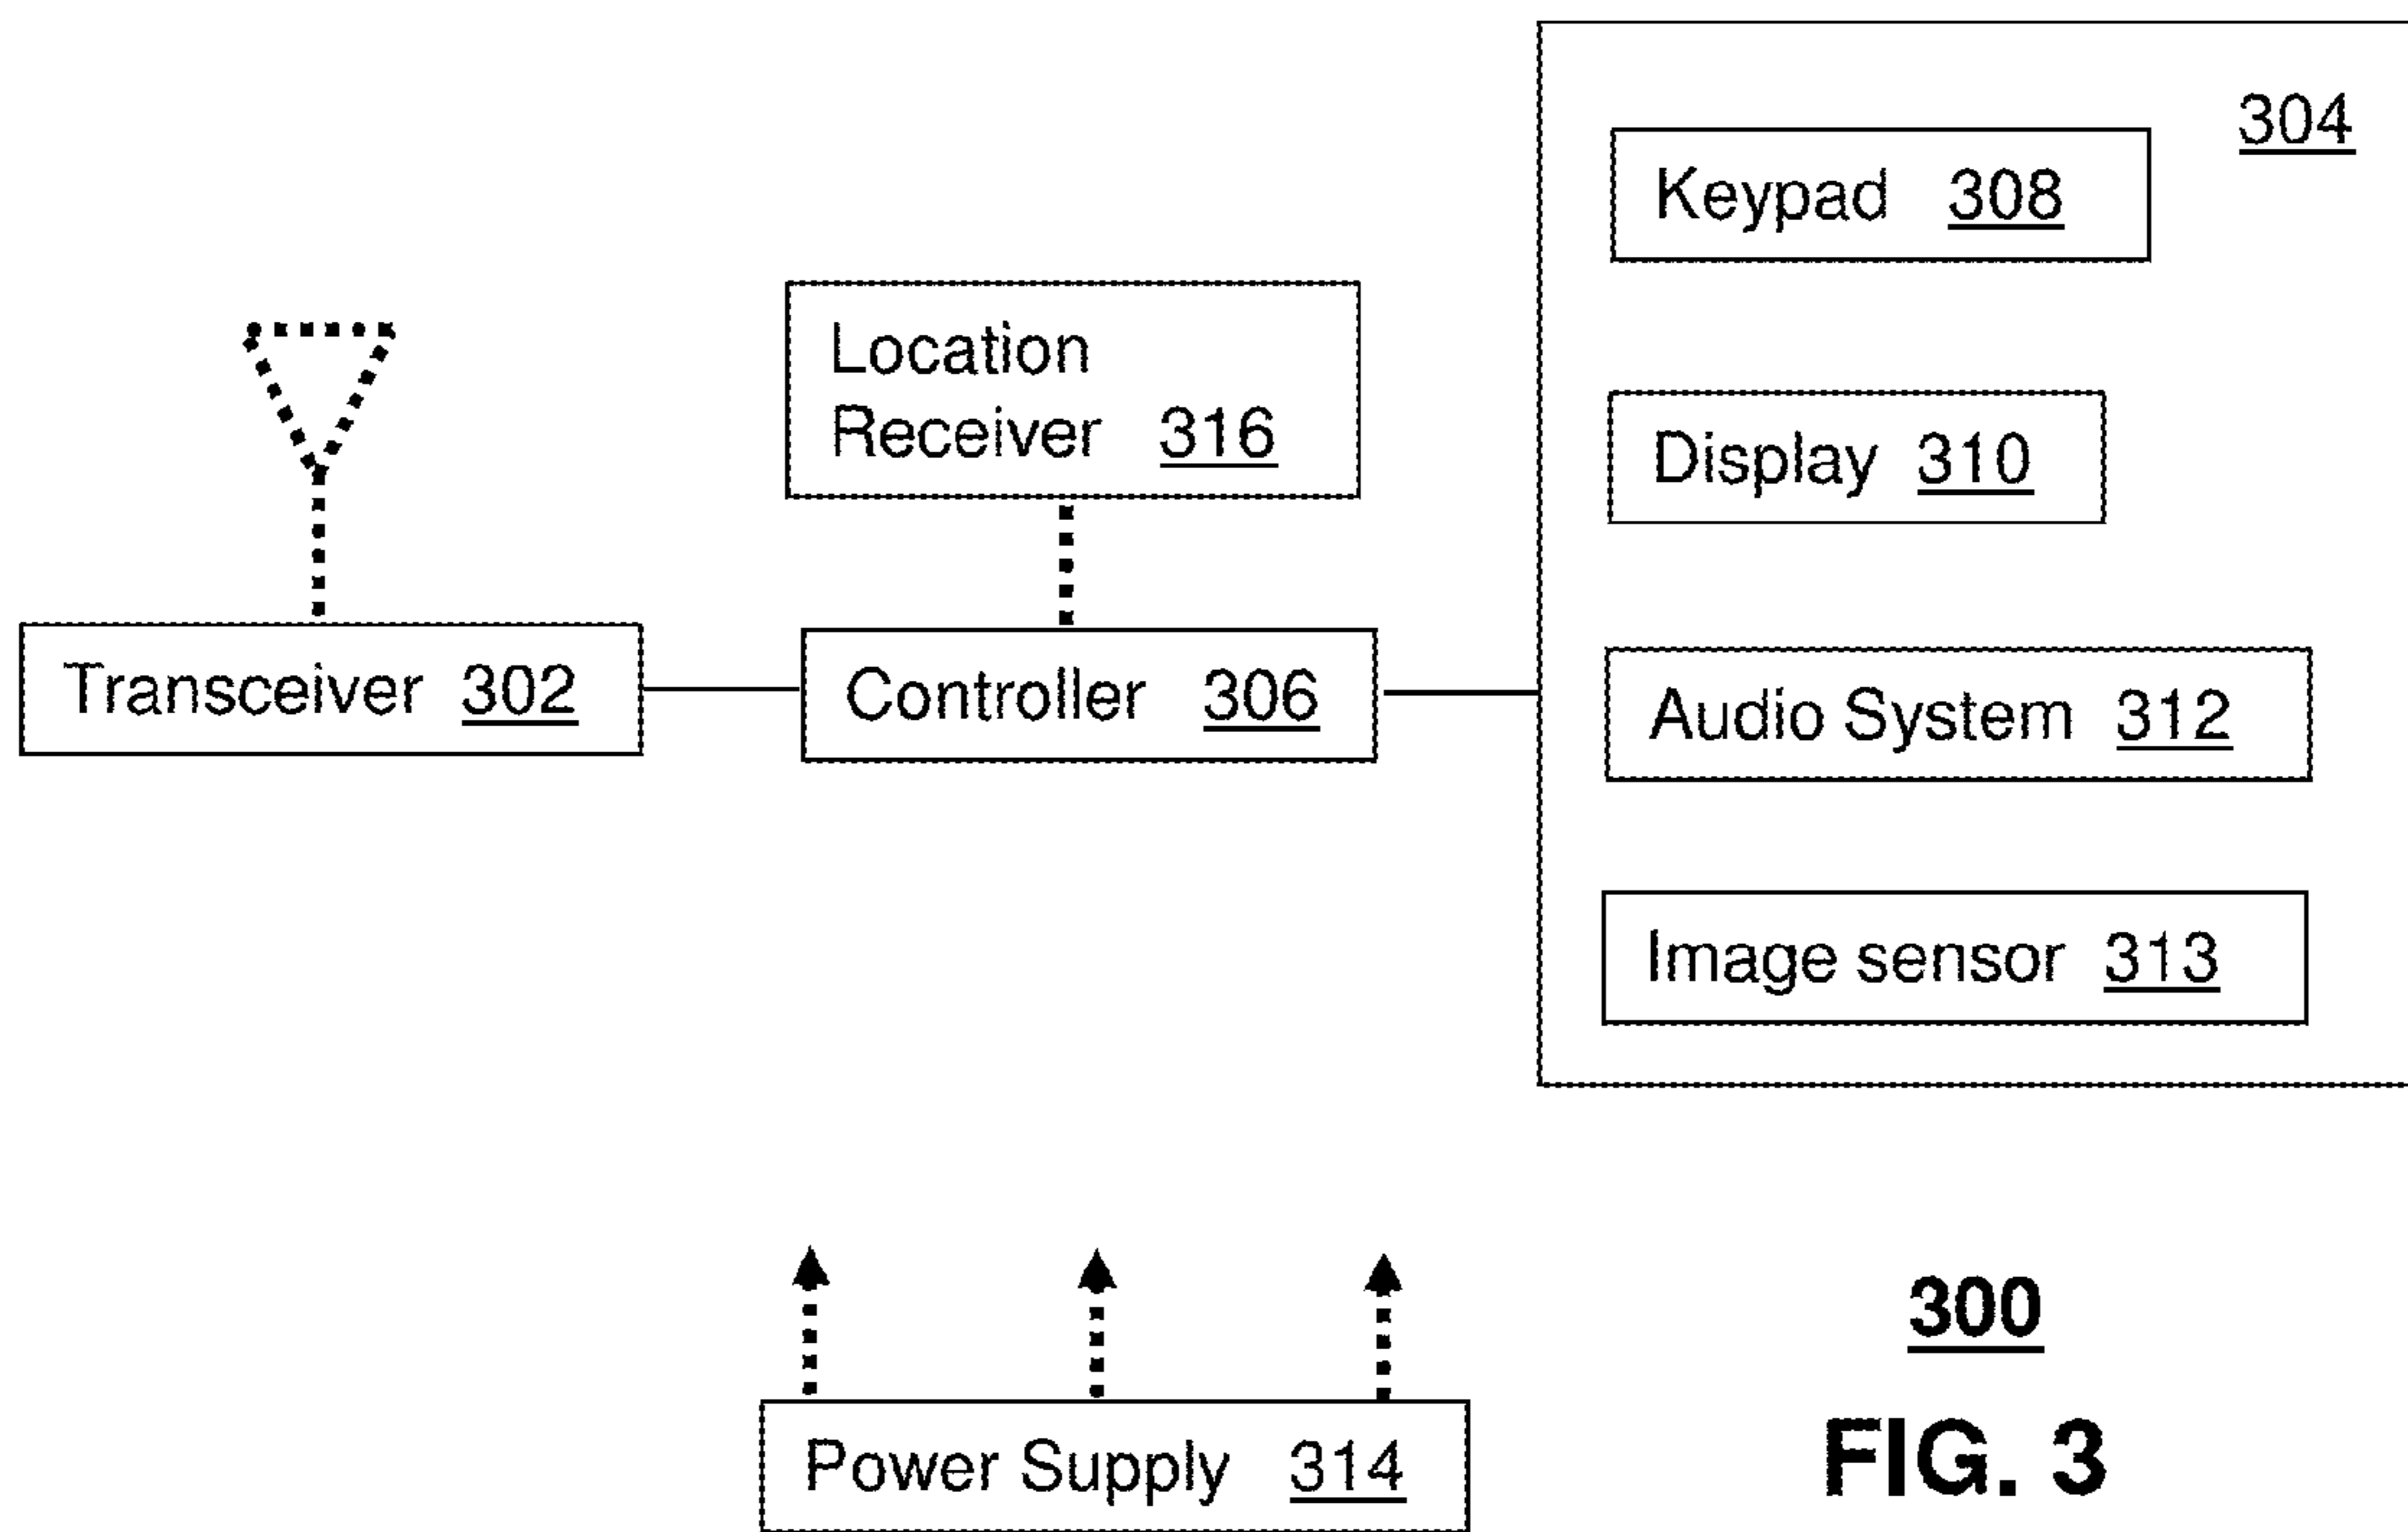 304
Keypad 308
Location
Receiver 316
Display 310
Transceiver 302
Controller 306
Audio System 312
Image sensor 313
Power Supply 314
300
FIG. 3